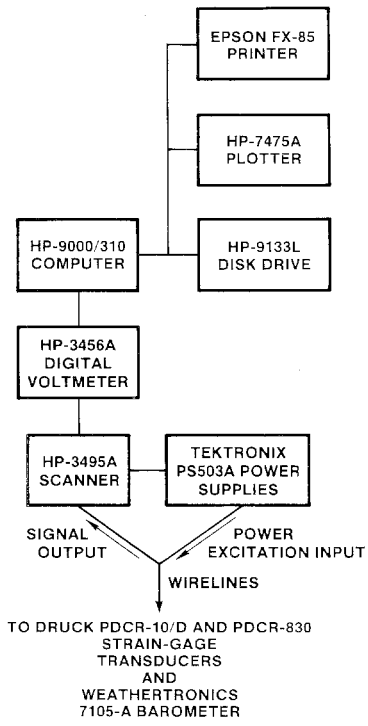 EPSON FX-85
PRINTER
HP-7475A
PLOTTER
HP-9000/310
COMPUTER
HP-9133L
DISK DRIVE
HP-3456A
DIGITAL
VOLTMETER
HP-3495A
SCANNER
TEKTRONIX
PS503A POWER
SUPPLIES
SIGNAL
OUTPUT
POWER
EXCITATION INPUT
WIRELINES
TO DRUCK PDCR-10/D AND PDCR-830
STRAIN-GAGE
TRANSDUCERS
AND
WEATHERTRONICS
7105-A BAROMETER